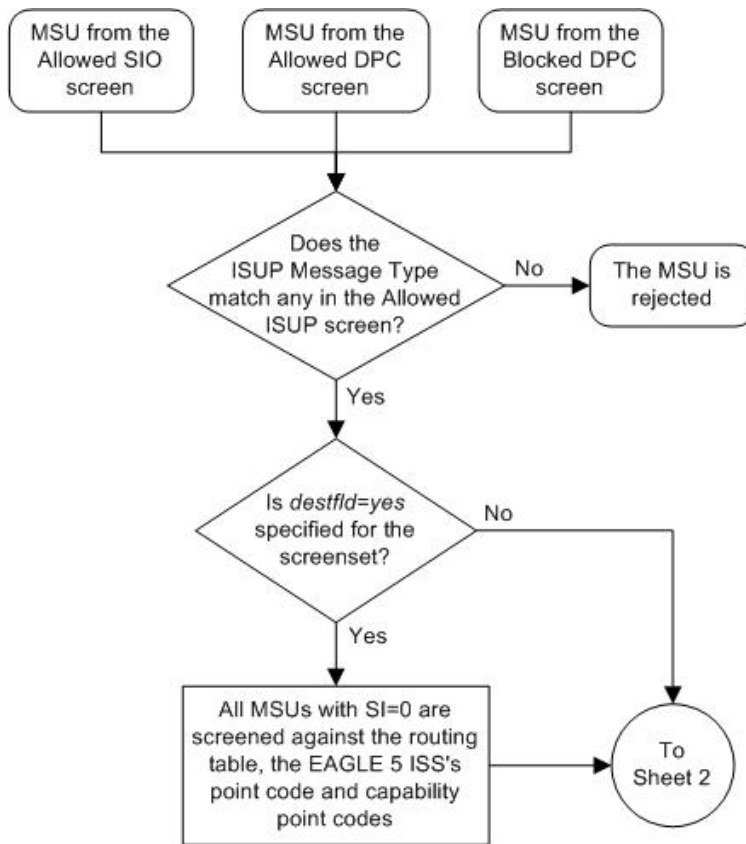 MSU from the
Allowed SIO
screen
MSU from the
Allowed DPC
screen
MSU from the
Blocked DPC
screen
Does the
ISUP Message Type
match any in the Allowed
ISUP screen?
No
The MSU is
rejected
Yes
Is destfld=yes
specified for the
screenset?
No
Yes
All MSUs with SI=0 are
screened against the routing
table, the EAGLE 5 ISS's
point code and capability
point codes
To
Sheet 2